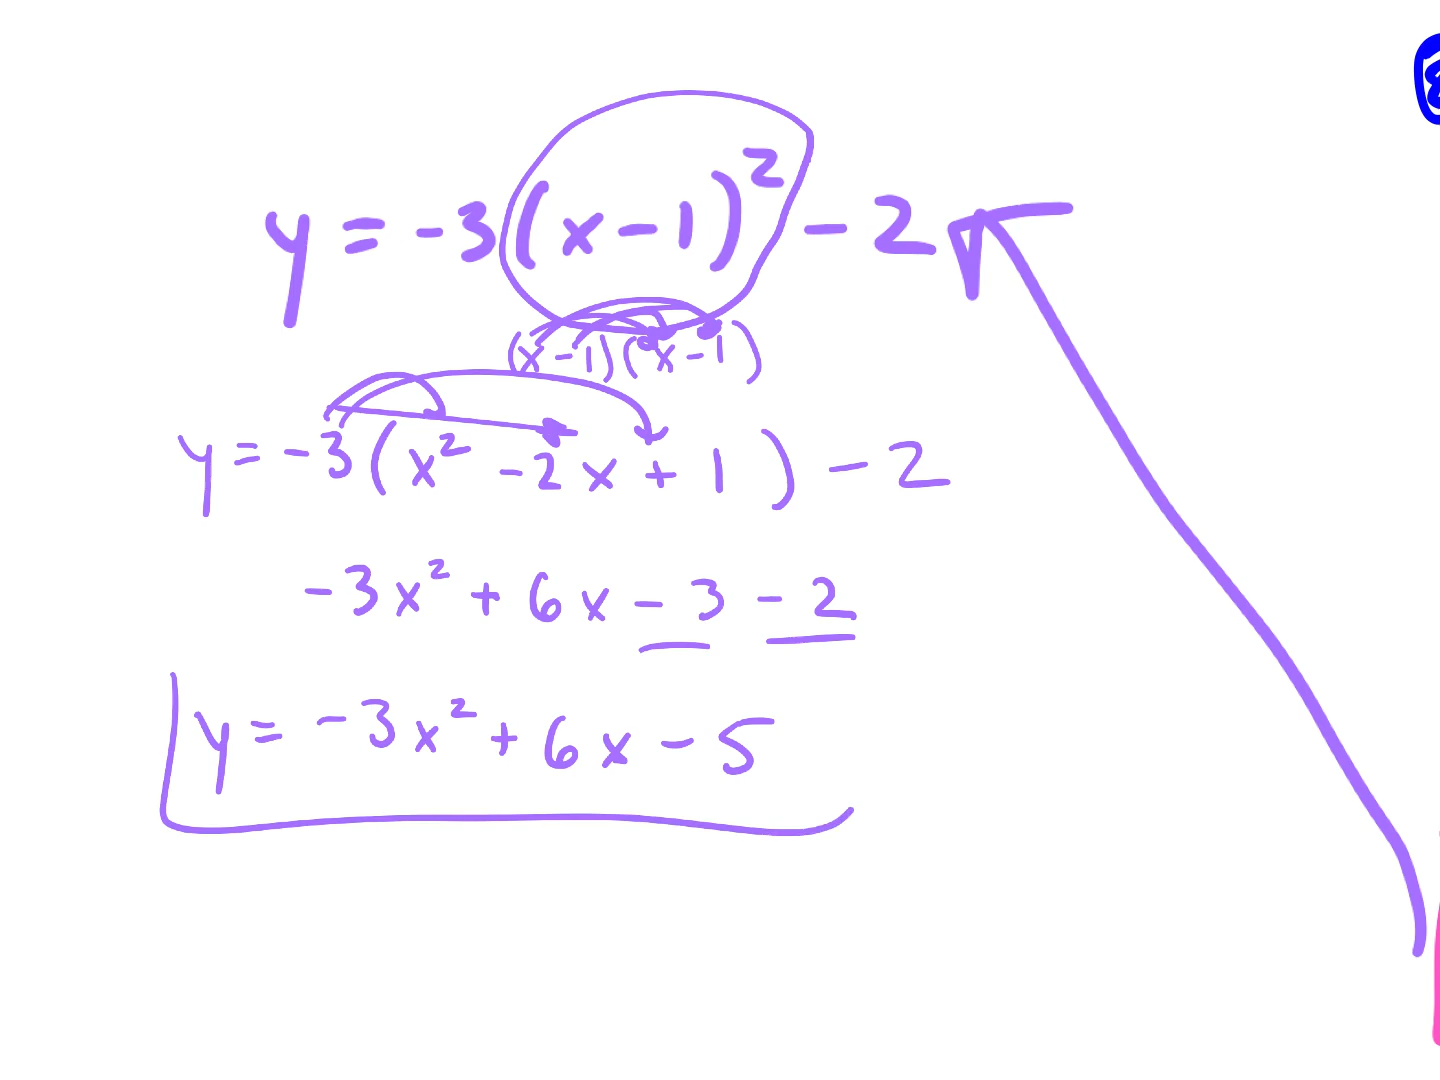 y = -3(x-1)² - 2
(x-1)(x-1)
y = -3(x² -2x + 1) - 2
-3x² + 6x - 3 - 2
y = -3x² + 6x - 5